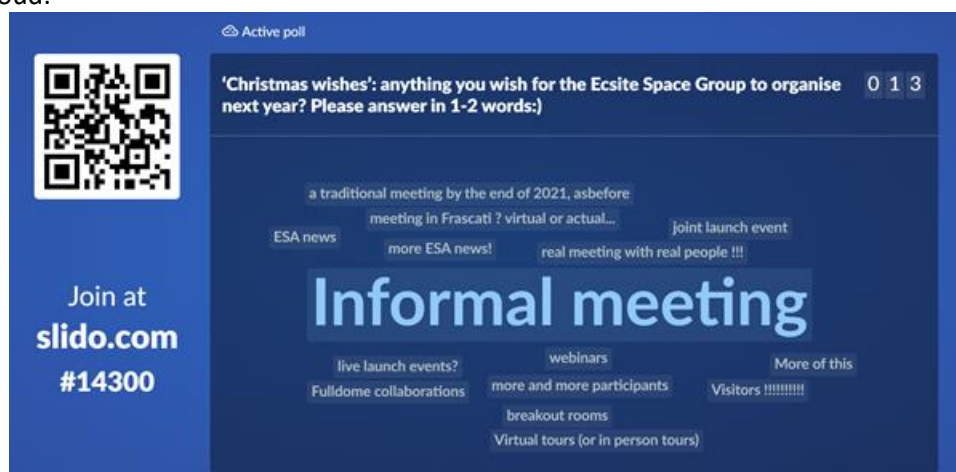 oud.
Active poll
'Christmas wishes': anything you wish for the Ecsite Space Group to organise
next year? Please answer in 1-2 words:)
0 1 3
a traditional meeting by the end of 2021, asbefore
meeting in Frascati ? virtual or actual...
joint launch event
ESA news
more ESA news!
real meeting with real people !!!
Informal meeting
Join at
slido.com
#14300
live launch events?
webinars
More of this
Fulldome collaborations
more and more participants
Visitors !!!!!!!!!!
breakout rooms
Virtual tours (or in person tours)